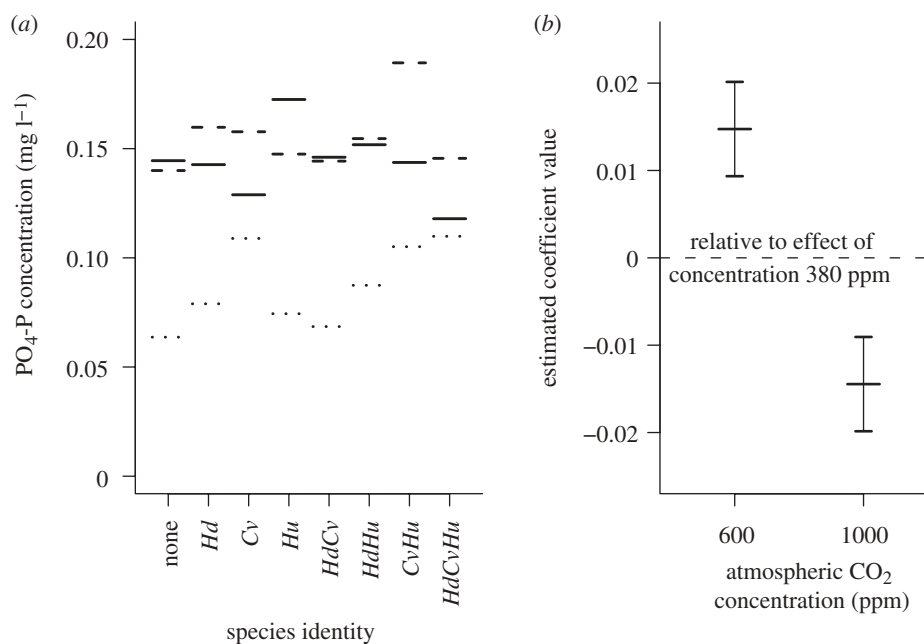 (a)
PO4-P concentration (mg l−1)
0.20
0.15
0.10
0.05
0
none
Hd
Cv
Hu
HdCv
HdHu
CvHu
HdCvHu
species identity
(b)
estimated coefficient value
0.02
0.01
0
−0.01
−0.02
relative to effect of
concentration 380 ppm
600
1000
atmospheric CO2
concentration (ppm)